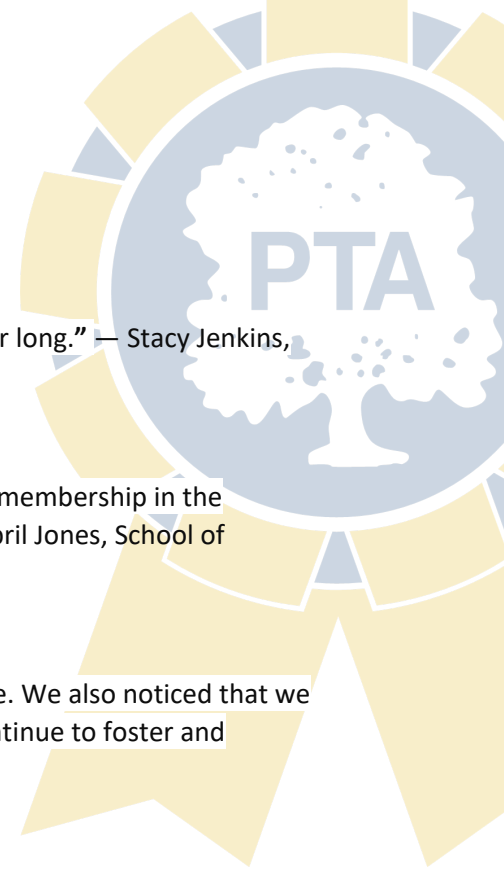 PTA
r long.” — Stacy Jenkins,
membership in the
oril Jones, School of
e. We also noticed that we
ntinue to foster and